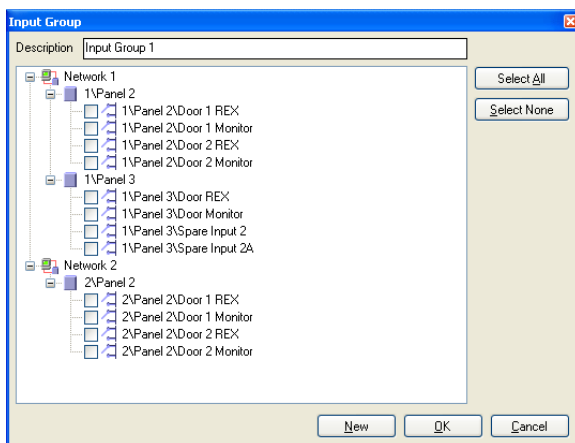 Input Group
Description Input Group 1
Network 1
Select All
1\Panel 2
1\Panel 2\Door 1 REX
Select None
1\Panel 2\Door 1 Monitor
1\Panel 2\Door 2 REX
1\Panel 2\Door 2 Monitor
1\Panel 3
1\Panel 3\Door REX
1\Panel 3\Door Monitor
1\Panel 3\Spare Input 2
1\Panel 3\Spare Input 2A
Network 2
2\Panel 2
2\Panel 2\Door 1 REX
2\Panel 2\Door 1 Monitor
2\Panel 2\Door 2 REX
2\Panel 2\Door 2 Monitor
New OK Cancel